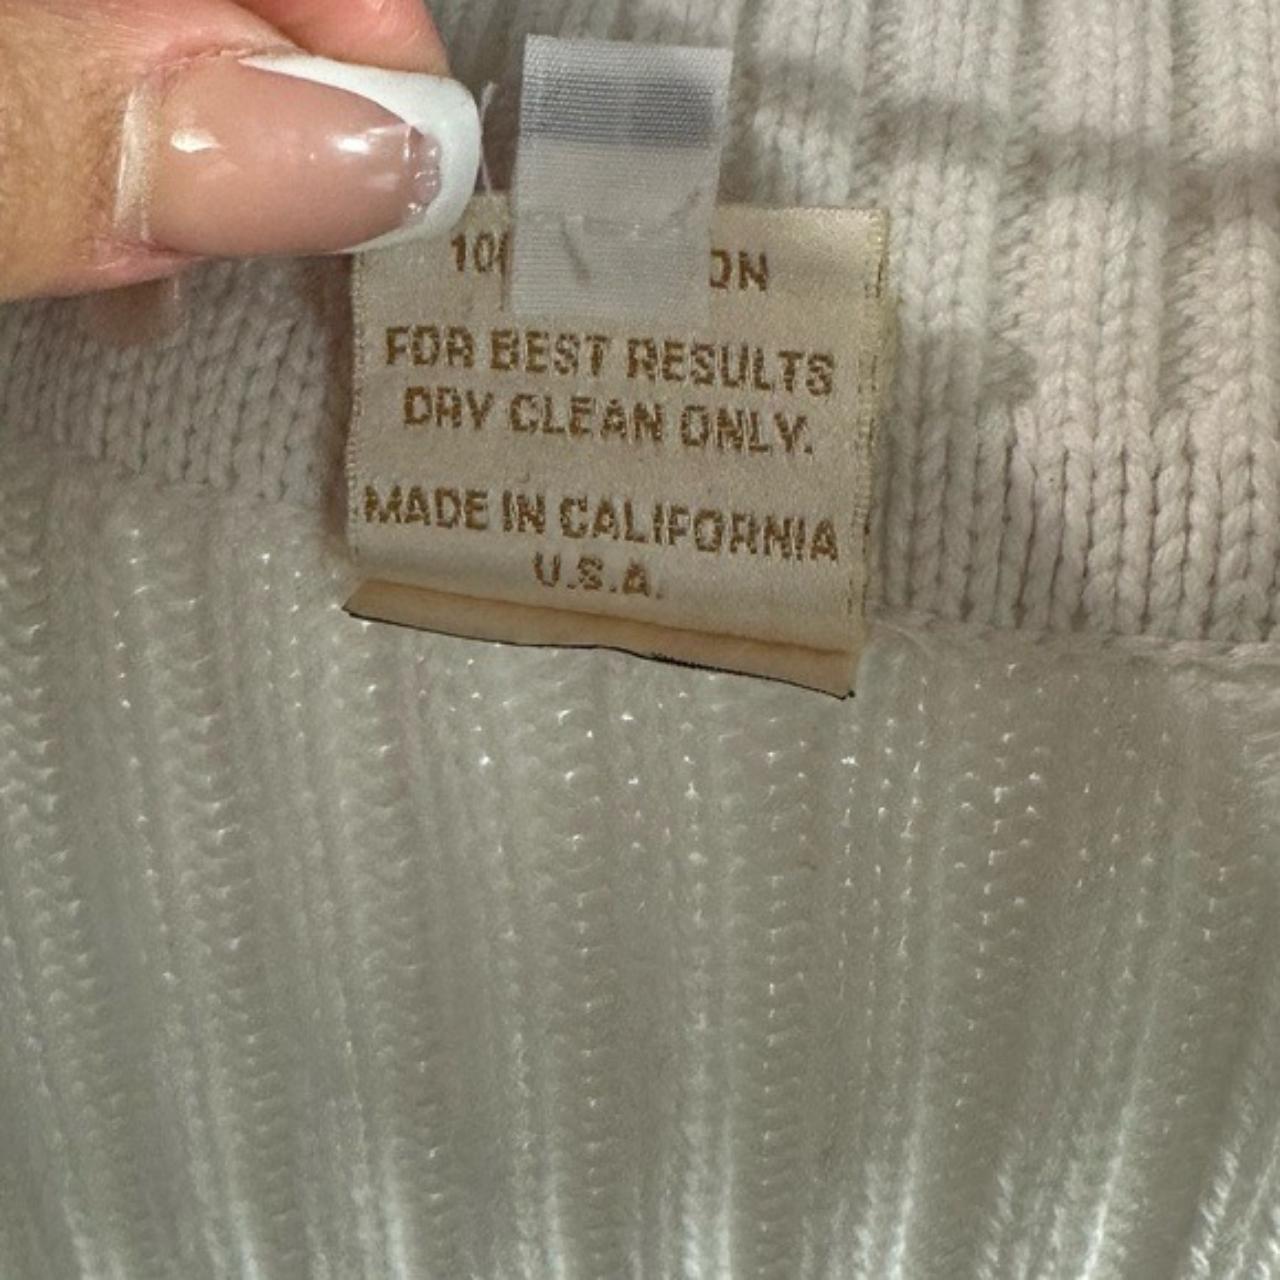 FOR BEST RESULTS
DRY CLEAN ONLY.
MADE IN CALIFORNIA
U.S.A.